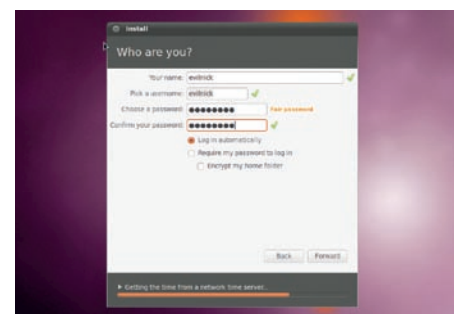 Install
Who are you?
Your name: evilnick
Pick a username: evilnick
Choose a password: ●●●●●●●● Fair password
Confirm your password: ●●●●●●●●
Log in automatically
Require my password to log in
Encrypt my home folder
Back Forward
Getting the time from a network time server...